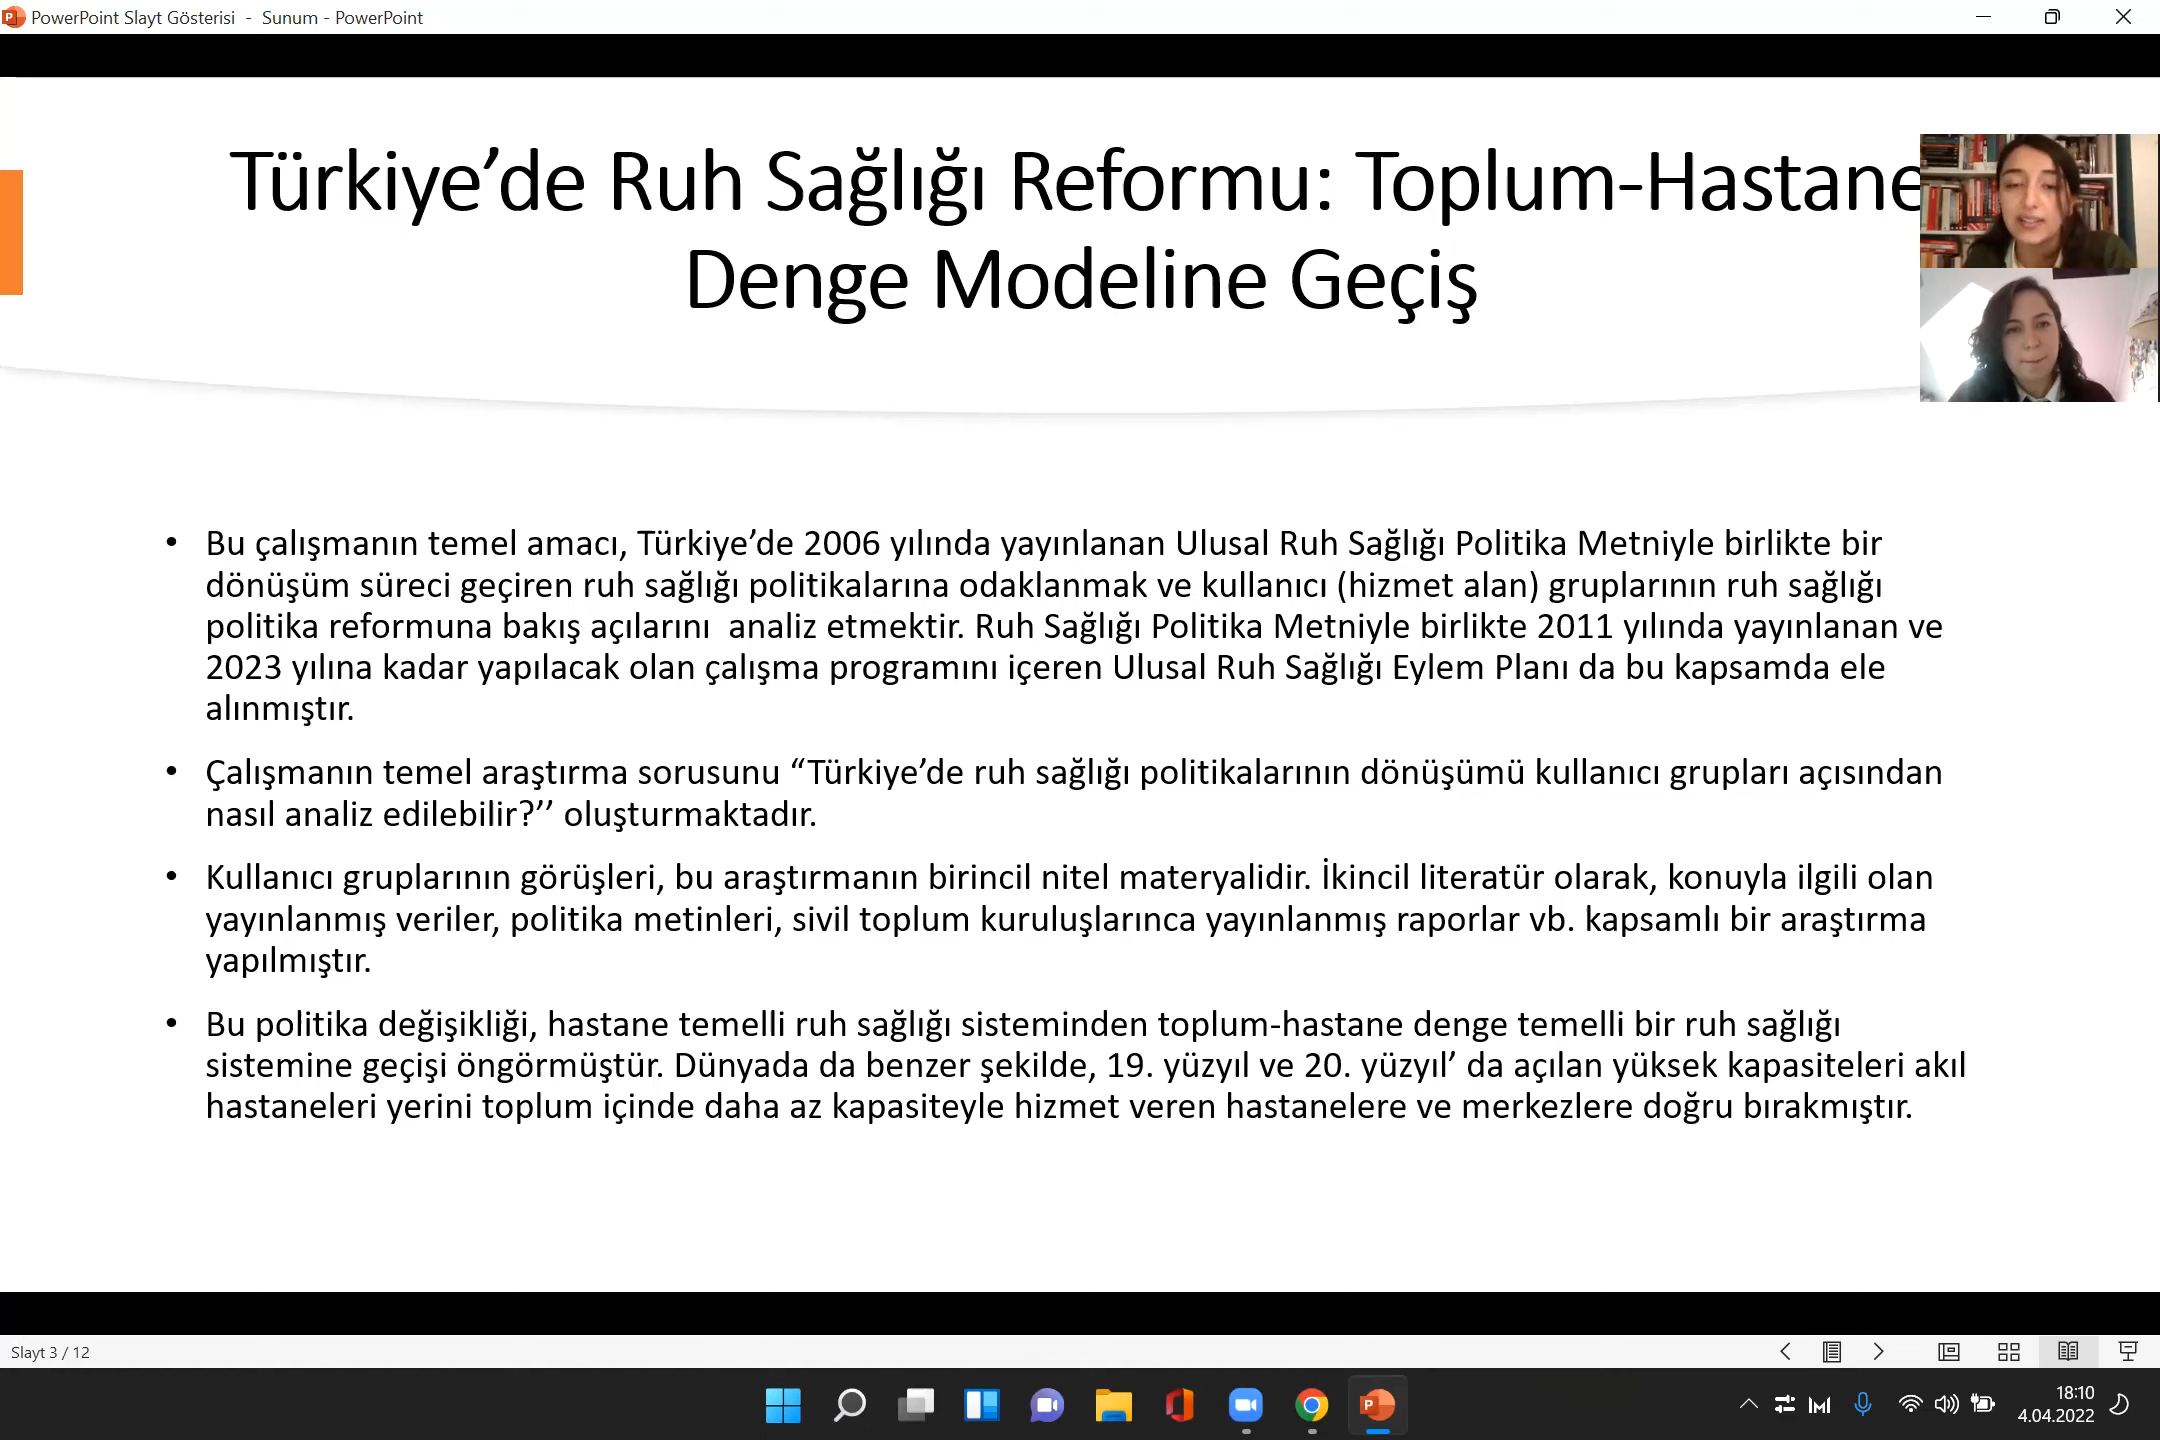 PowerPoint Slayt Gösterisi - Sunum - PowerPoint
Türkiye’de Ruh Sağlığı Reformu: Toplum-Hastane
Denge Modeline Geçiş
• Bu çalışmanın temel amacı, Türkiye’de 2006 yılında yayınlanan Ulusal Ruh Sağlığı Politika Metniyle birlikte bir
dönüşüm süreci geçiren ruh sağlığı politikalarına odaklanmak ve kullanıcı (hizmet alan) gruplarının ruh sağlığı
politika reformuna bakış açılarını analiz etmektir. Ruh Sağlığı Politika Metniyle birlikte 2011 yılında yayınlanan ve
2023 yılına kadar yapılacak olan çalışma programını içeren Ulusal Ruh Sağlığı Eylem Planı da bu kapsamda ele
alınmıştır.
• Çalışmanın temel araştırma sorusunu “Türkiye’de ruh sağlığı politikalarının dönüşümü kullanıcı grupları açısından
nasıl analiz edilebilir?’’ oluşturmaktadır.
• Kullanıcı gruplarının görüşleri, bu araştırmanın birincil nitel materyalidir. İkincil literatür olarak, konuyla ilgili olan
yayınlanmış veriler, politika metinleri, sivil toplum kuruluşlarınca yayınlanmış raporlar vb. kapsamlı bir araştırma
yapılmıştır.
• Bu politika değişikliği, hastane temelli ruh sağlığı sisteminden toplum-hastane denge temelli bir ruh sağlığı
sistemine geçişi öngörmüştür. Dünyada da benzer şekilde, 19. yüzyıl ve 20. yüzyıl’ da açılan yüksek kapasiteleri akıl
hastaneleri yerini toplum içinde daha az kapasiteyle hizmet veren hastanelere ve merkezlere doğru bırakmıştır.
Slayt 3 / 12
18:10
4.04.2022